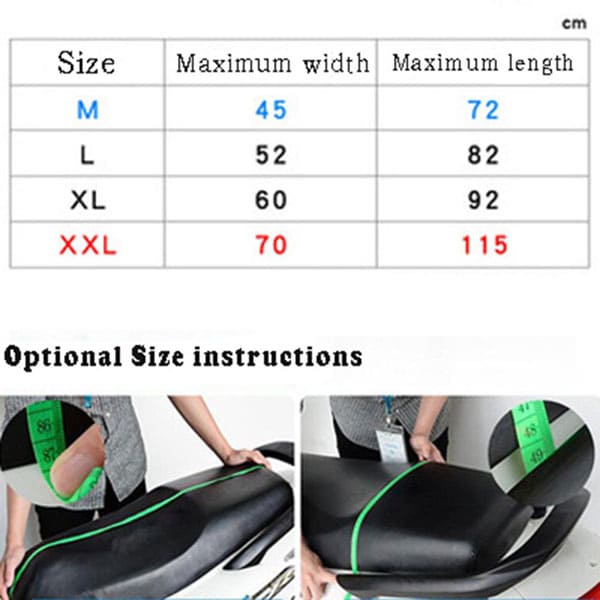 cm
Size Maximum width Maximum length
M 45 72
L 52 82
XL 60 92
XXL 70 115
Optional Size instructions
86
47
48
49